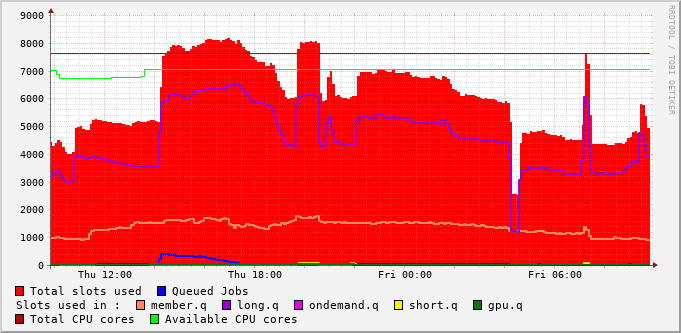 RRDTOOL / TOBI OETIKER
9000
8000
7000
6000
5000
4000
3000
2000
1000
0
Thu 12:00 Thu 18:00 Fri 00:00 Fri 06:00
Total slots used Queued Jobs
Slots used in : member.q long.q ondemand.q short.q gpu.q
Total CPU cores Available CPU cores